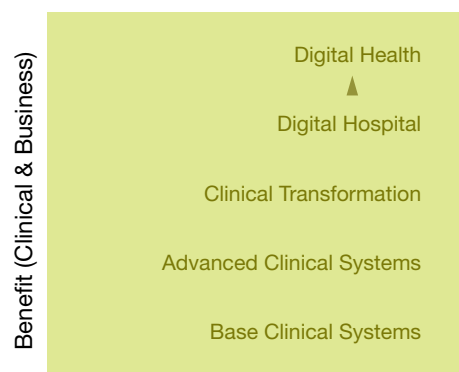 Benefit (Clinical & Business)
Digital Health
Digital Hospital
Clinical Transformation
Advanced Clinical Systems
Base Clinical Systems